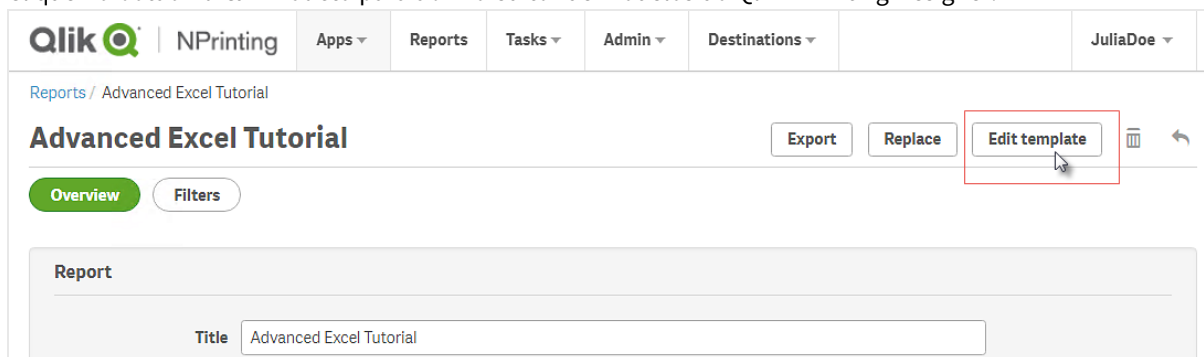 Qlik NPrinting Apps Reports Tasks Admin Destinations JuliaDoe
Reports / Advanced Excel Tutorial
Advanced Excel Tutorial Export Replace Edit template
Overview Filters
Report
Title Advanced Excel Tutorial